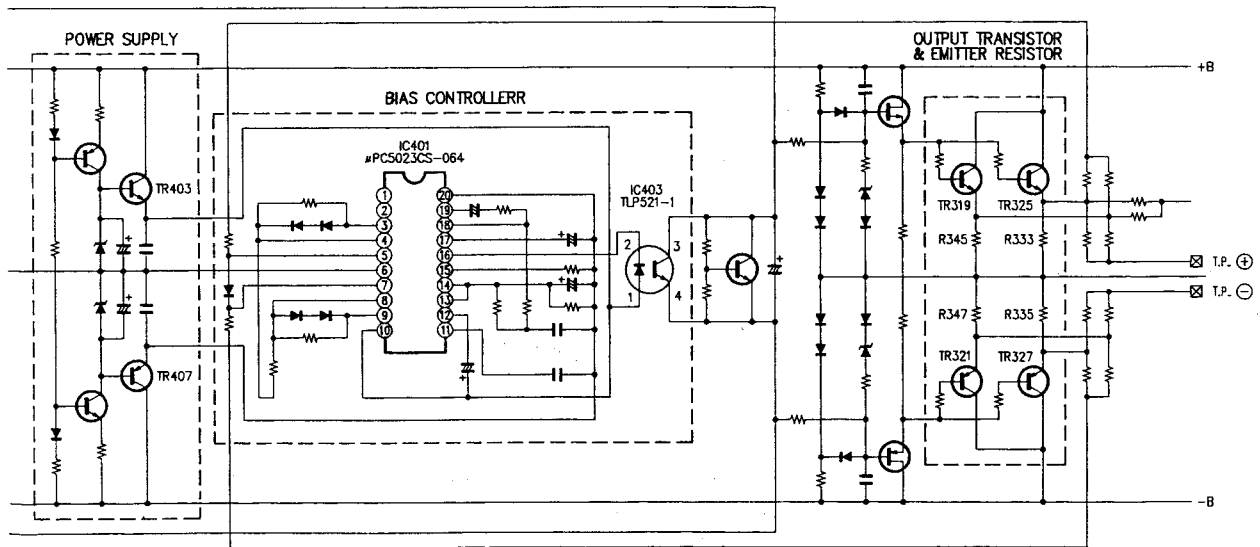 POWER SUPPLY
OUTPUT TRANSISTOR
& EMITTER RESISTOR
+B
BIAS CONTROLLERR
IC401
μPC5023CS-064
IC403
TLP521-1
TR403
1
2
3
4
5
6
7
8
9
10
20
19
18
17
16
15
14
13
12
11
2
3
1
4
TR319
TR325
R345
R333
T.P. +
T.P. −
R347
R335
TR321
TR327
TR407
-B